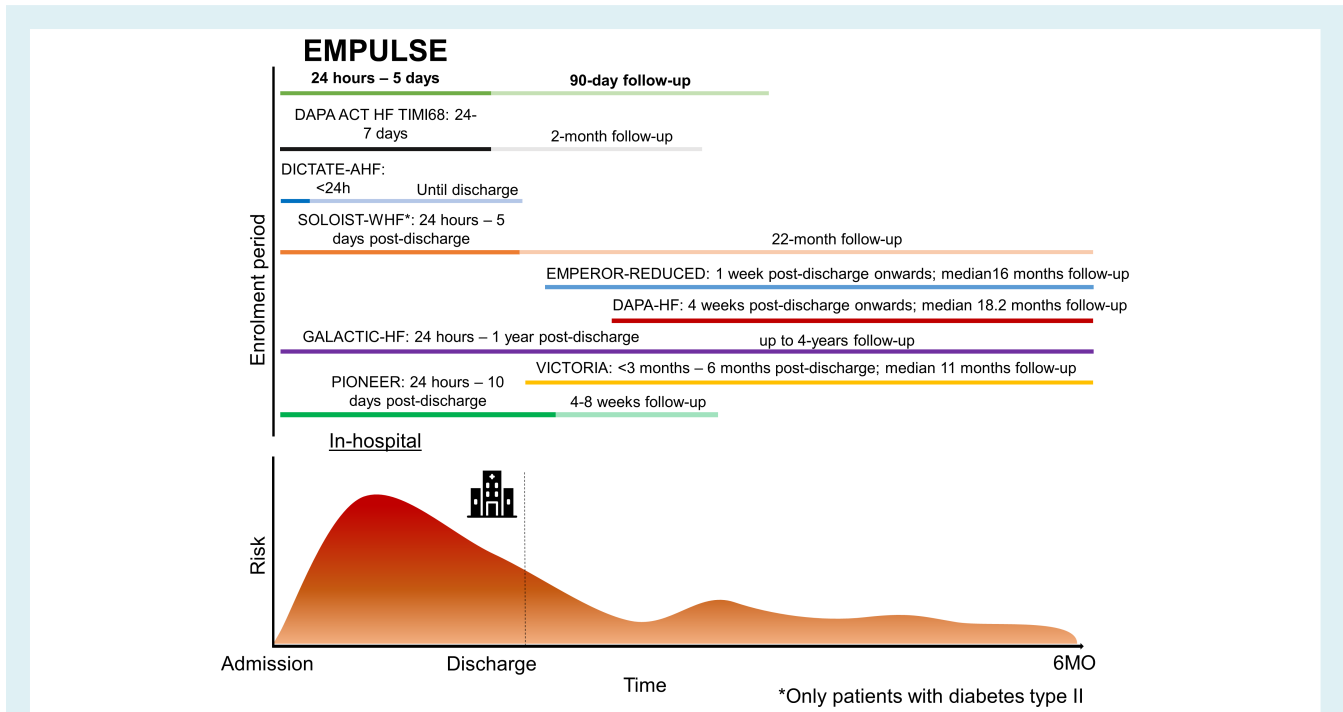 EMPULSE
24 hours – 5 days
90-day follow-up
DAPA ACT HF TIMI68: 24-
7 days
2-month follow-up
DICTATE-AHF:
<24h
Until discharge
SOLOIST-WHF*: 24 hours – 5
days post-discharge
22-month follow-up
EMPEROR-REDUCED: 1 week post-discharge onwards; median16 months follow-up
DAPA-HF: 4 weeks post-discharge onwards; median 18.2 months follow-up
GALACTIC-HF: 24 hours – 1 year post-discharge
up to 4-years follow-up
VICTORIA: <3 months – 6 months post-discharge; median 11 months follow-up
PIONEER: 24 hours – 10
days post-discharge
4-8 weeks follow-up
Enrolment period
In-hospital
Risk
Admission
Discharge
6MO
Time
*Only patients with diabetes type II